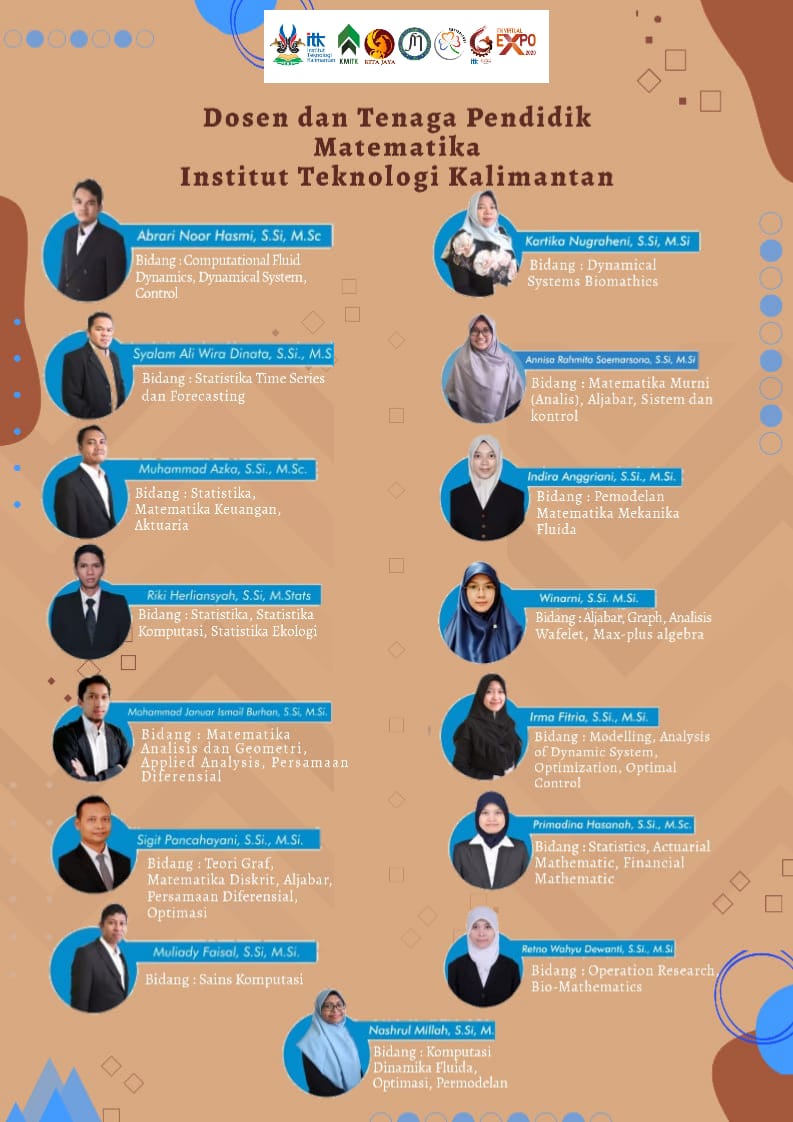 itk
Institut
Teknologi
Kalimantan
KMITK
KITA JAYA
itk
ITK VIRTUAL
EXPO
2020
Dosen dan Tenaga Pendidik
Matematika
Institut Teknologi Kalimantan
Abrari Noor Hasmi, S.Si, M.Sc
Bidang : Computational Fluid
Dynamics, Dynamical System,
Control
Syalam Ali Wira Dinata, S.Si., M.S
Bidang : Statistika Time Series
dan Forecasting
Muhammad Azka, S.Si., M.Sc.
Bidang : Statistika,
Matematika Keuangan,
Aktuaria
Riki Herliansyah, S.Si, M.Stats
Bidang : Statistika, Statistika
Komputasi, Statistika Ekologi
Mohammad Januar Ismail Burhan, S.Si, M.Si.
Bidang : Matematika
Analisis dan Geometri,
Applied Analysis, Persamaan
Diferensial
Sigit Pancahayani, S.Si., M.Si.
Bidang : Teori Graf,
Matematika Diskrit, Aljabar,
Persamaan Diferensial,
Optimasi
Muliady Faisal, S.Si, M.Si.
Bidang : Sains Komputasi
Kartika Nugraheni, S.Si, M.Si
Bidang : Dynamical
Systems Biomathics
Annisa Rahmita Soemarsono, S.Si, M.Si
Bidang : Matematika Murni
(Analis), Aljabar, Sistem dan
kontrol
Indira Anggriani, S.Si., M.Si.
Bidang : Pemodelan
Matematika Mekanika
Fluida
Winarni, S.Si. M.Si.
Bidang : Aljabar, Graph, Analisis
Wafelet, Max-plus algebra
Irma Fitria, S.Si., M.Si.
Bidang : Modelling, Analysis
of Dynamic System,
Optimization, Optimal
Control
Primadina Hasanah, S.Si., M.Sc.
Bidang : Statistics, Actuarial
Mathematic, Financial
Mathematic
Retno Wahyu Dewanti, S.Si., M.Si
Bidang : Operation Research,
Bio-Mathematics
Nashrul Millah, S.Si, M.
Bidang : Komputasi
Dinamika Fluida,
Optimasi, Permodelan